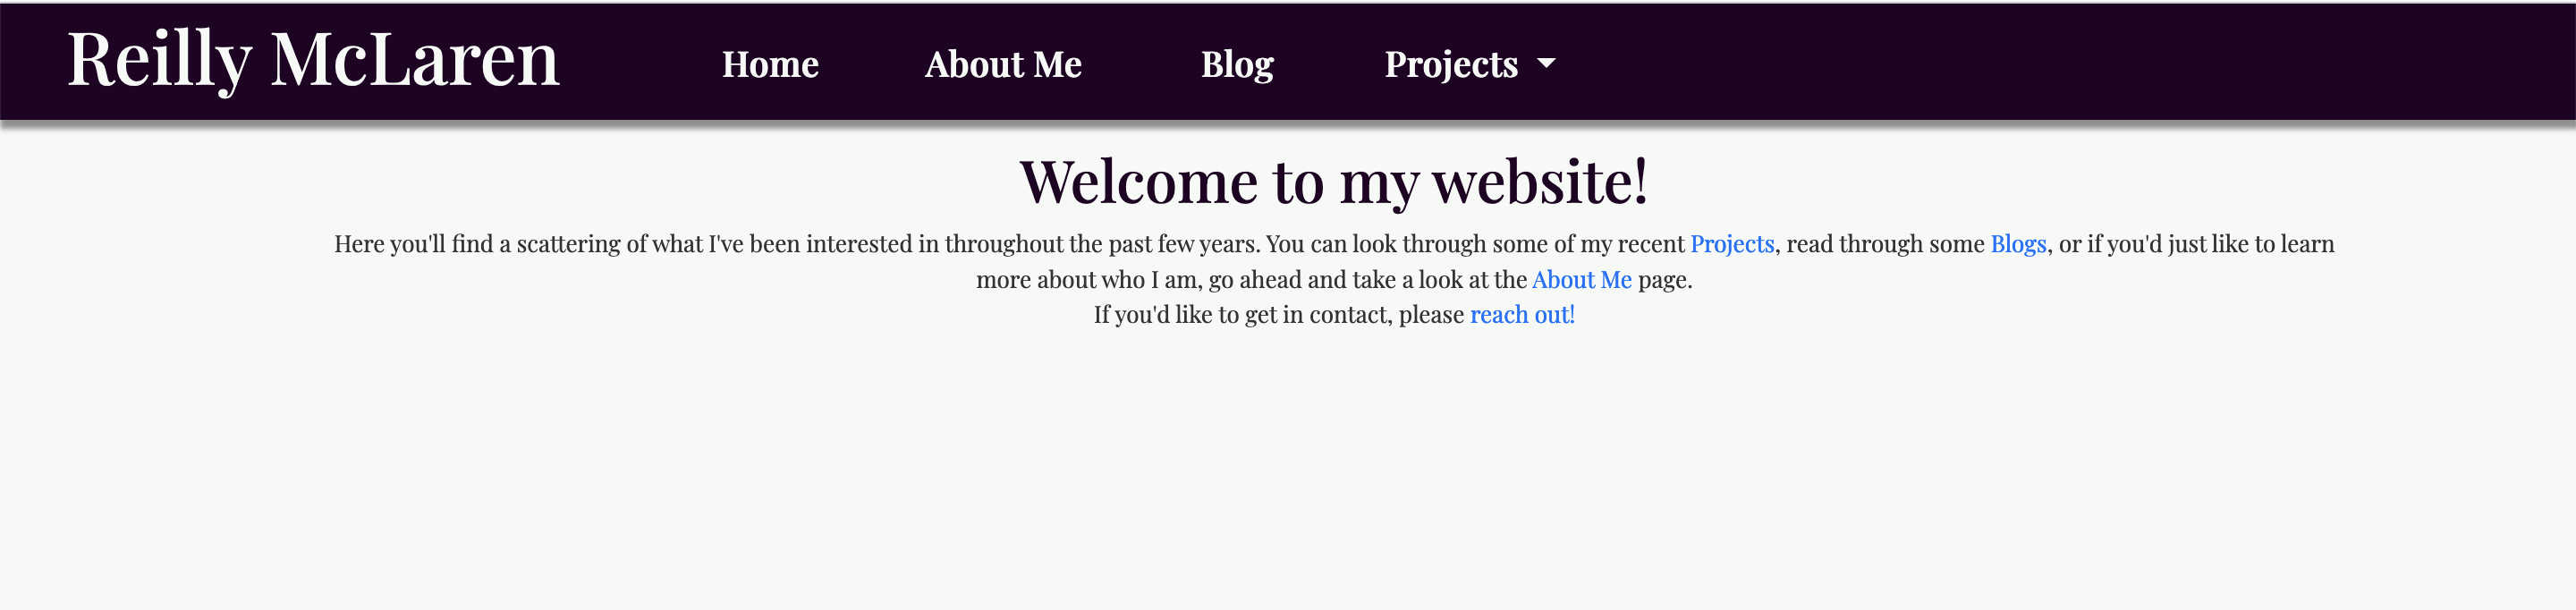 Reilly McLaren
Home
About Me
Blog
Projects
Welcome to my website!
Here you'll find a scattering of what I've been interested in throughout the past few years. You can look through some of my recent Projects, read through some Blogs, or if you'd just like to learn
more about who I am, go ahead and take a look at the About Me page.
If you'd like to get in contact, please reach out!